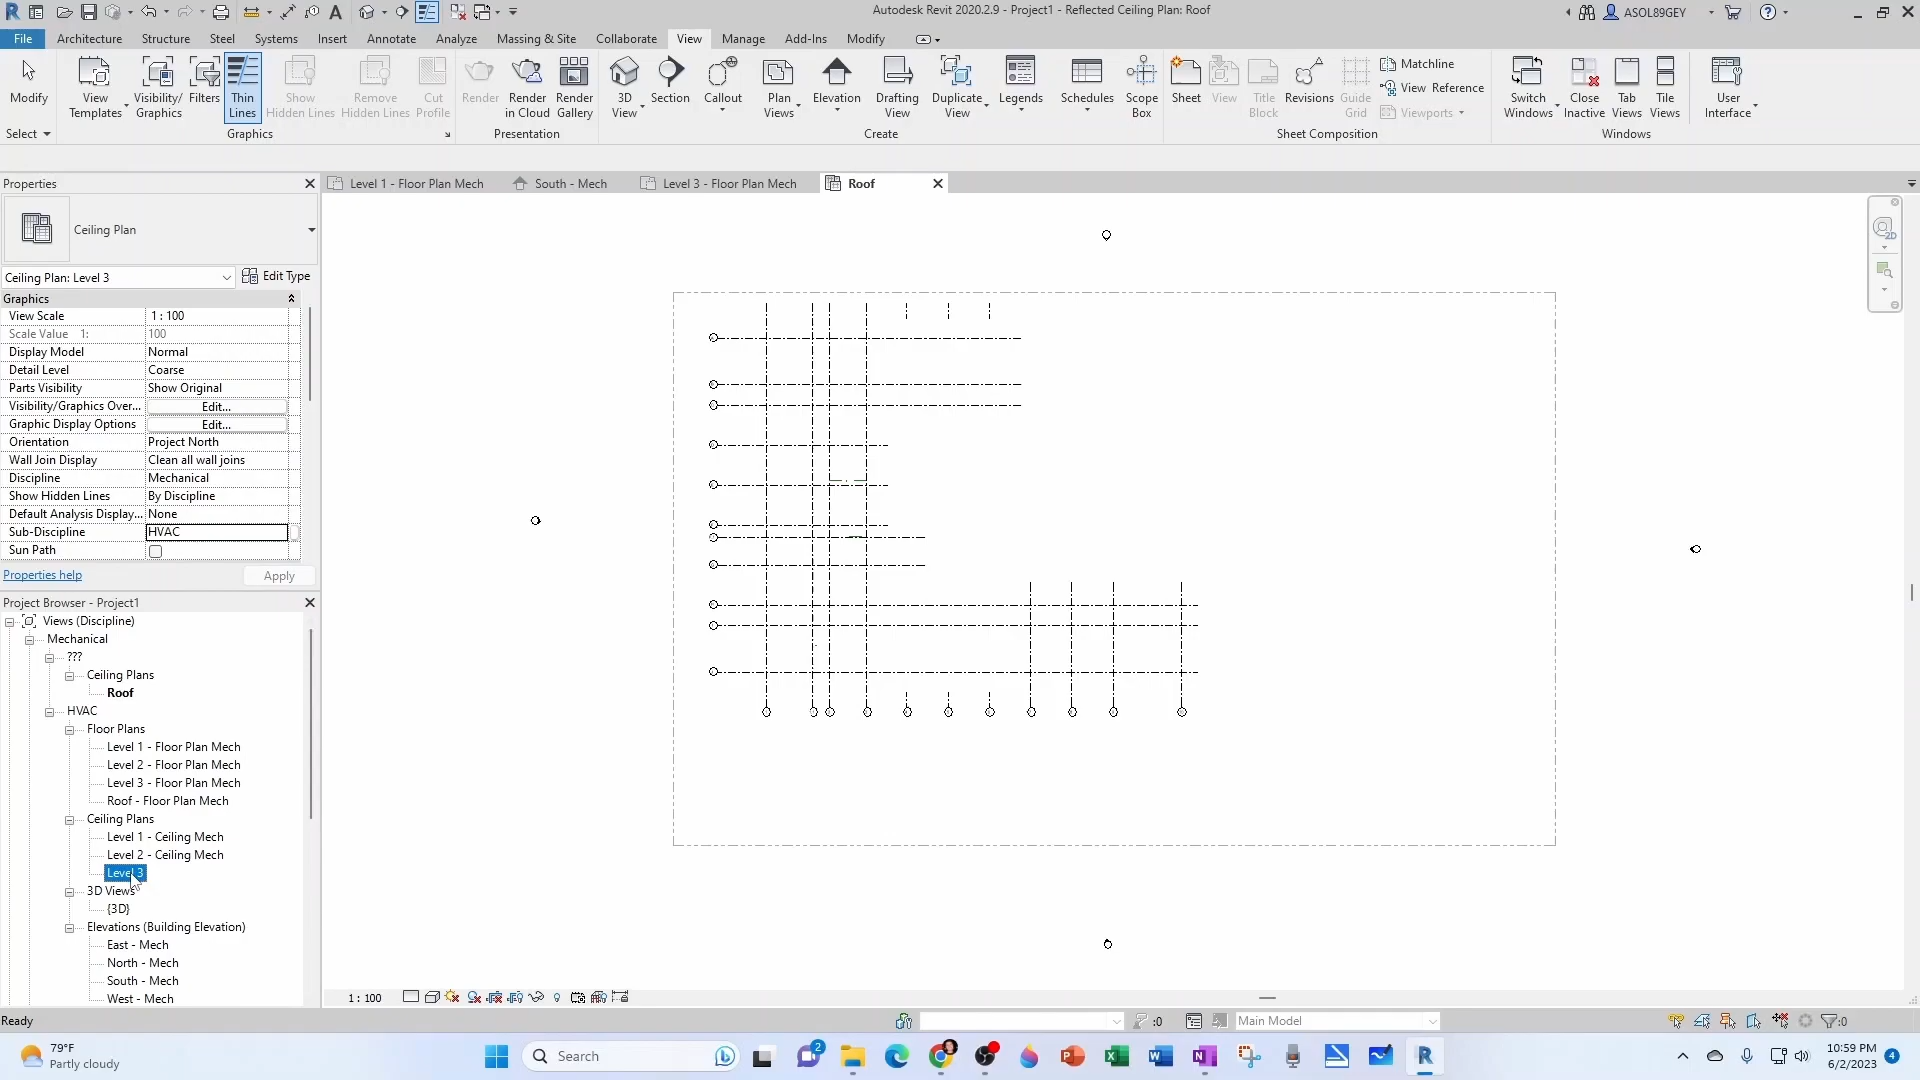 Autodesk Revit 2020.2.9 - Project1 - Reflected Ceiling Plan: Roof
ASOL89GEY
File Architecture Structure Steel Systems Insert Annotate Analyze Massing & Site Collaborate View Manage Add-Ins Modify
Modify
View Templates
Visibility/ Graphics
Filters
Thin Lines
Show Hidden Lines
Remove Hidden Lines
Cut Profile
Render
Render in Cloud
Render Gallery
3D View
Section
Callout
Plan Views
Elevation
Drafting View
Duplicate View
Legends
Schedules
Scope Box
Sheet
View
Title Block
Revisions
Guide Grid
Matchline
View Reference
Viewports
Switch Windows
Close Inactive
Tab Views
Tile Views
User Interface
Select Graphics Presentation Create Sheet Composition Windows
Properties
Level 1 - Floor Plan Mech
South - Mech
Level 3 - Floor Plan Mech
Roof
Ceiling Plan
Ceiling Plan: Level 3
Edit Type
Graphics
View Scale 1 : 100
Scale Value 1: 100
Display Model Normal
Detail Level Coarse
Parts Visibility Show Original
Visibility/Graphics Over... Edit...
Graphic Display Options Edit...
Orientation Project North
Wall Join Display Clean all wall joins
Discipline Mechanical
Show Hidden Lines By Discipline
Default Analysis Display... None
Sub-Discipline HVAC
Sun Path
Properties help
Apply
Project Browser - Project1
Views (Discipline)
Mechanical
???
Ceiling Plans
Roof
HVAC
Floor Plans
Level 1 - Floor Plan Mech
Level 2 - Floor Plan Mech
Level 3 - Floor Plan Mech
Roof - Floor Plan Mech
Ceiling Plans
Level 1 - Ceiling Mech
Level 2 - Ceiling Mech
Level 3
3D Views
{3D}
Elevations (Building Elevation)
East - Mech
North - Mech
South - Mech
West - Mech
2D
1 : 100
Ready
:0
Main Model
:0
79°F
Partly cloudy
Search
2
10:59 PM
6/2/2023
4